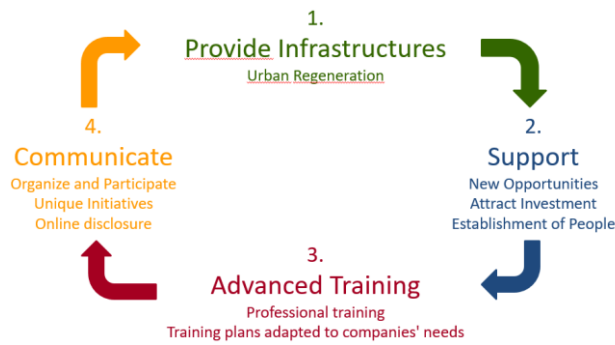 1.
Provide Infrastructures
Urban Regeneration
2.
Support
New Opportunities
Attract Investment
Establishment of People
3.
Advanced Training
Professional training
Training plans adapted to companies' needs
4.
Communicate
Organize and Participate
Unique Initiatives
Online disclosure